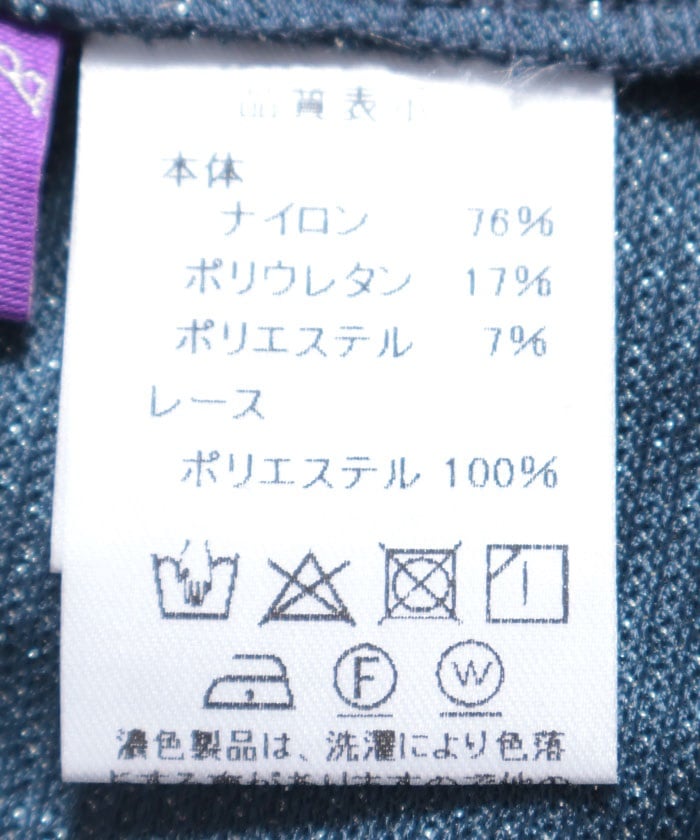 品質表示
本体
ナイロン 76%
ポリウレタン 17%
ポリエステル 7%
レース
ポリエステル 100%
F W
濃色製品は、洗濯により色落